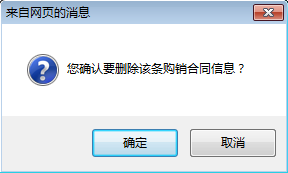 来自网页的消息
您确认要删除该条购销合同信息？
确定
取消